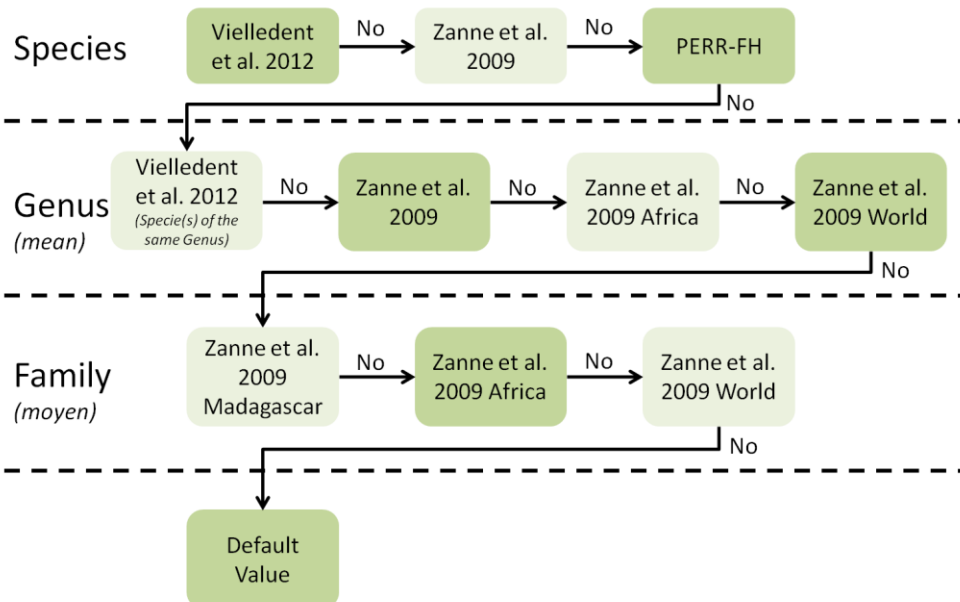 Species
Vielledent
et al. 2012
No
Zanne et al.
2009
No
PERR-FH
No
Genus
(mean)
Vielledent
et al. 2012
(Specie(s) of the
same Genus)
No
Zanne et al.
2009
No
Zanne et al.
2009 Africa
No
Zanne et al.
2009 World
No
Family
(moyen)
Zanne et al.
2009
Madagascar
No
Zanne et al.
2009 Africa
No
Zanne et al.
2009 World
No
Default
Value